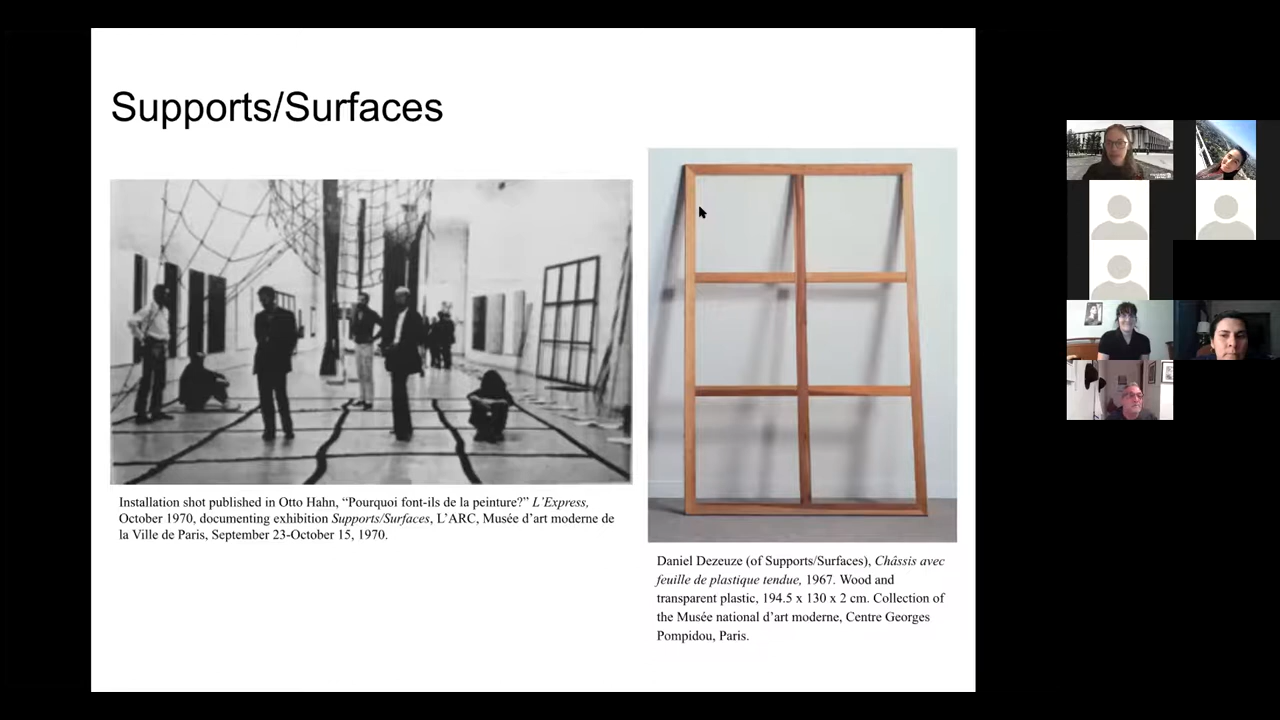 Supports/Surfaces
Installation shot published in Otto Hahn, “Pourquoi font-ils de la peinture?” L’Express,
October 1970, documenting exhibition Supports/Surfaces, L’ARC, Musée d’art moderne de
la Ville de Paris, September 23-October 15, 1970.
Daniel Dezeuze (of Supports/Surfaces), Châssis avec
feuille de plastique tendue, 1967. Wood and
transparent plastic, 194.5 x 130 x 2 cm. Collection of
the Musée national d’art moderne, Centre Georges
Pompidou, Paris.